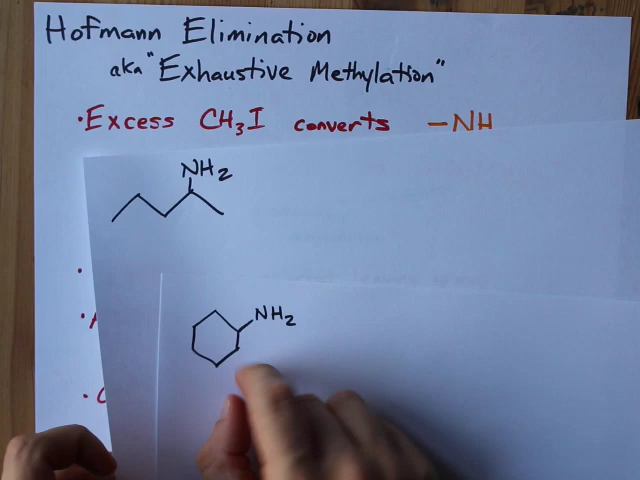 Hofmann Elimination
aka "Exhaustive Methylation"
• Excess CH₃I converts –NH
NH₂
NH₂